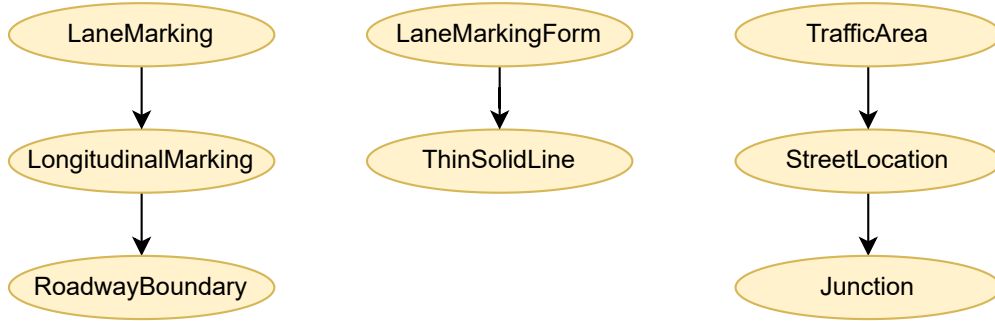 LaneMarking
LaneMarkingForm
TrafficArea
LongitudinalMarking
ThinSolidLine
StreetLocation
RoadwayBoundary
Junction